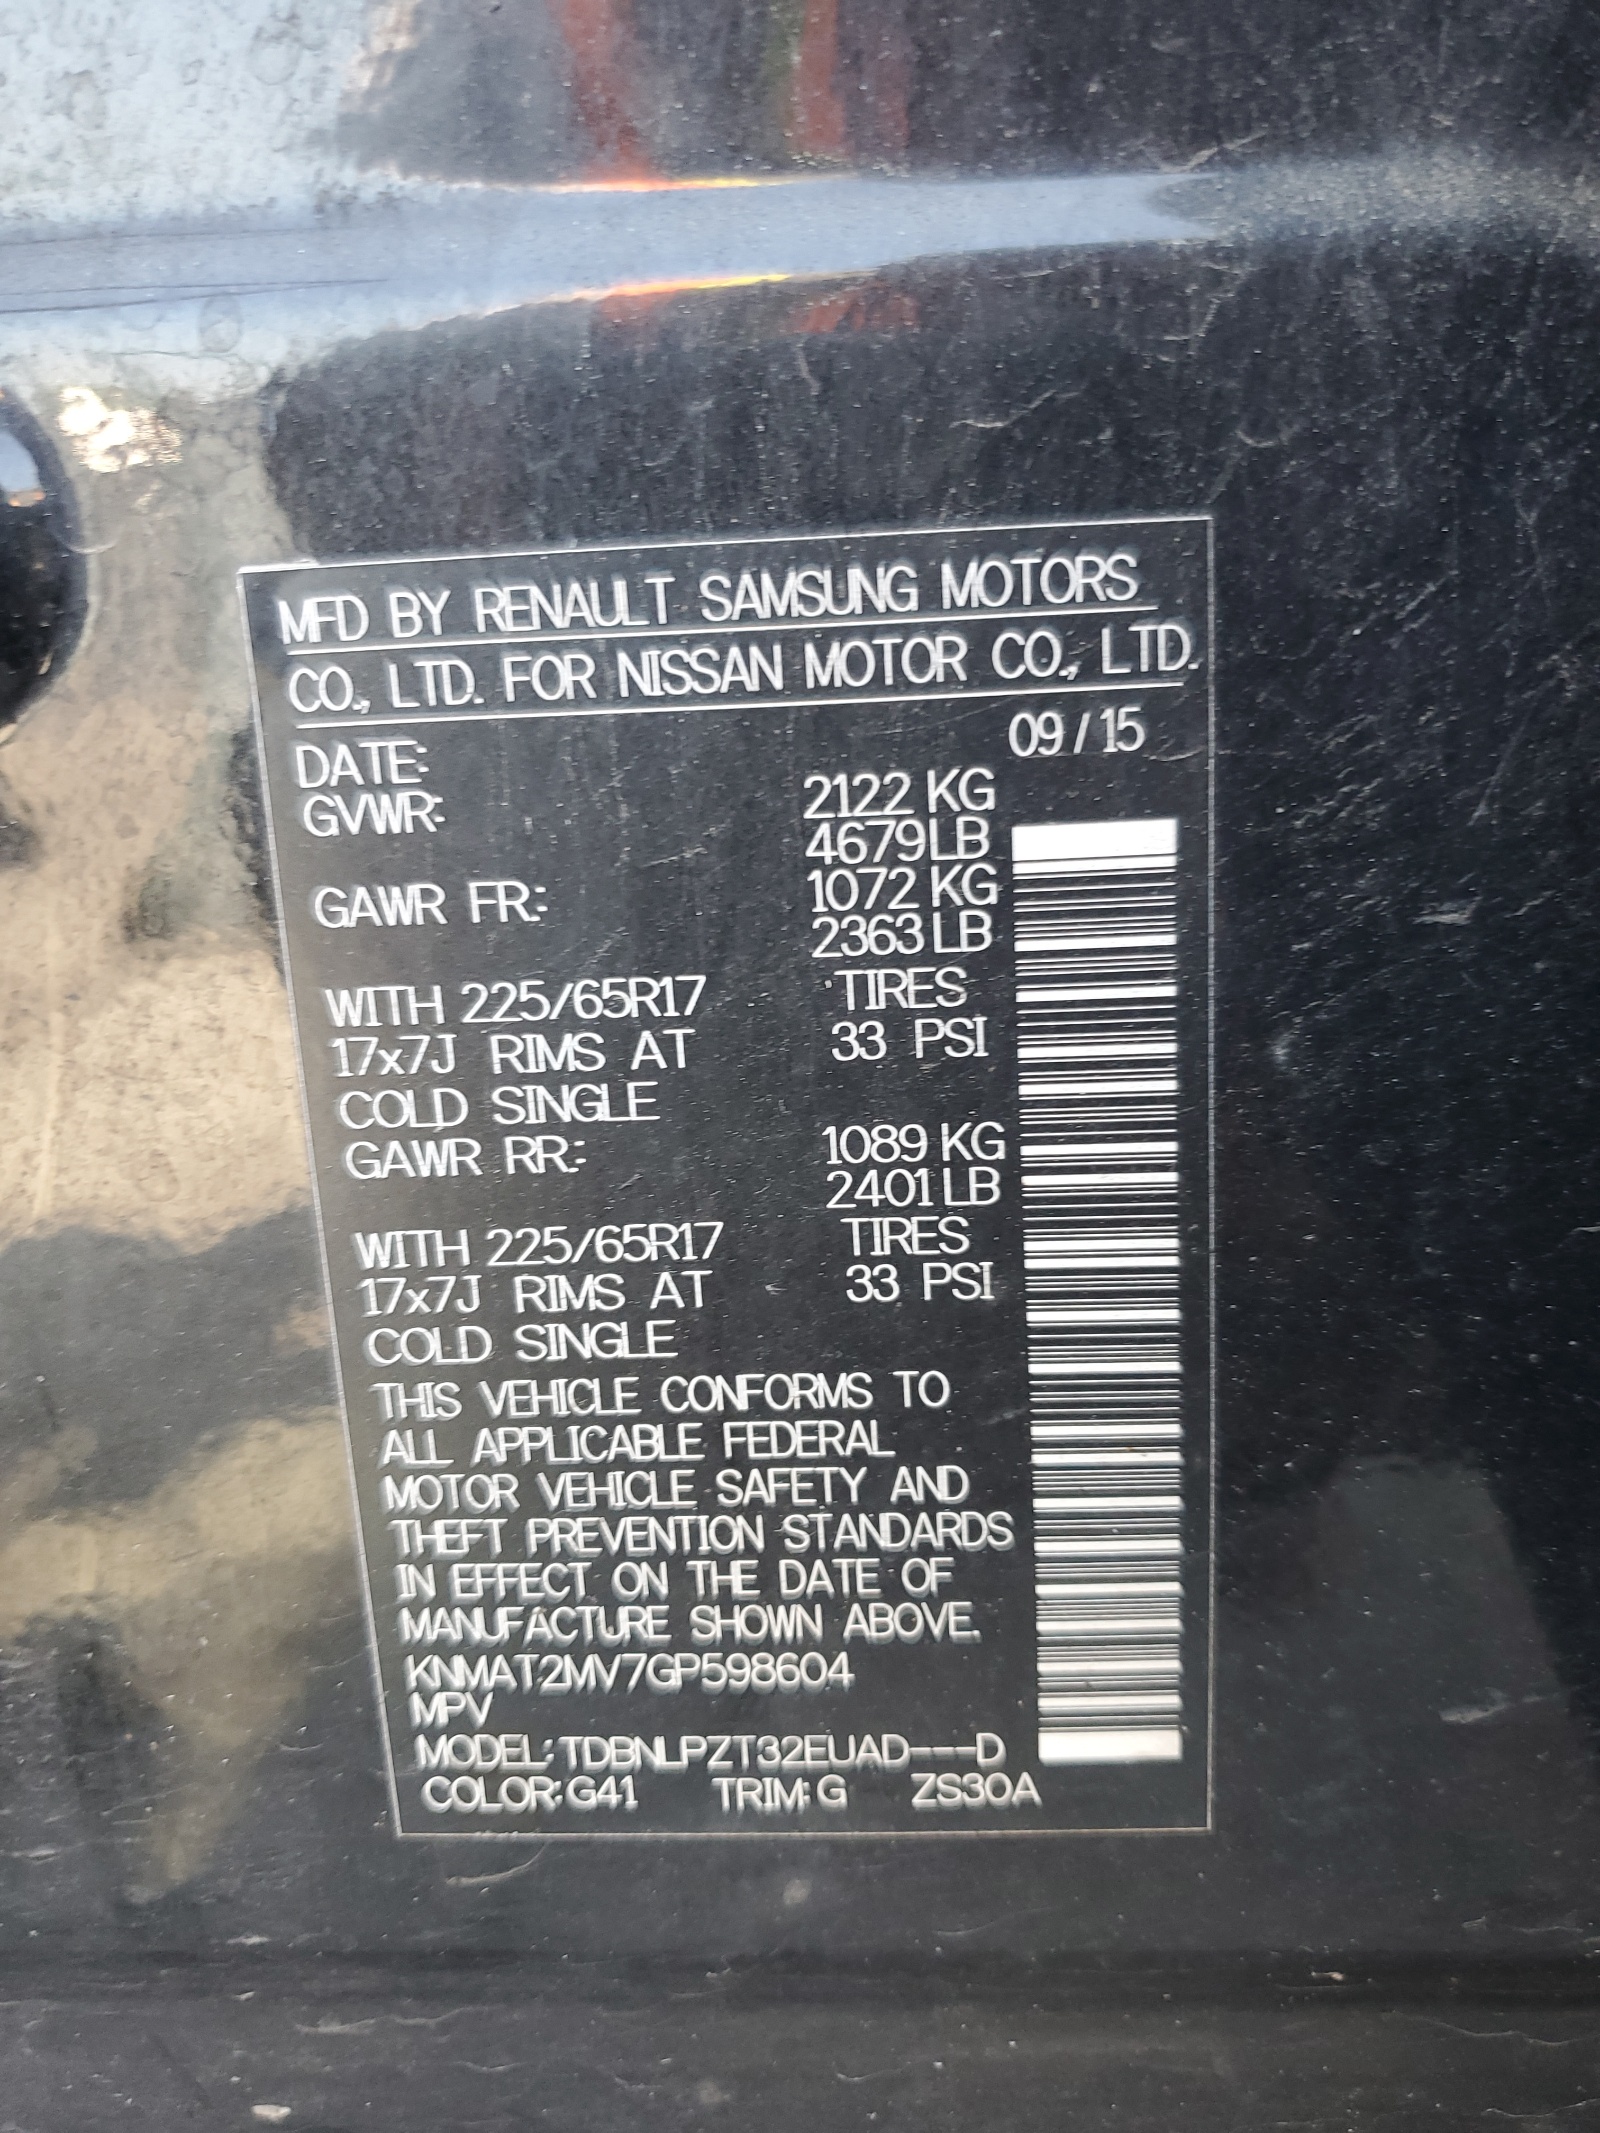 MFD BY RENAULT SAMSUNG MOTORS
CO., LTD. FOR NISSAN MOTOR CO., LTD.
DATE: 09 / 15
GVWR: 2122 KG
4679 LB
GAWR FR.: 1072 KG
2363 LB
WITH 225/65R17 TIRES
17x7J RIMS AT 33 PSI
COLD SINGLE
GAWR RR.: 1089 KG
2401 LB
WITH 225/65R17 TIRES
17x7J RIMS AT 33 PSI
COLD SINGLE
THIS VEHICLE CONFORMS TO
ALL APPLICABLE FEDERAL
MOTOR VEHICLE SAFETY AND
THEFT PREVENTION STANDARDS
IN EFFECT ON THE DATE OF
MANUFACTURE SHOWN ABOVE.
KNMAT2MV7GP598604
MPV
MODEL: TDBNLPZT32EUAD---D
COLOR: G41 TRIM: G ZS30A